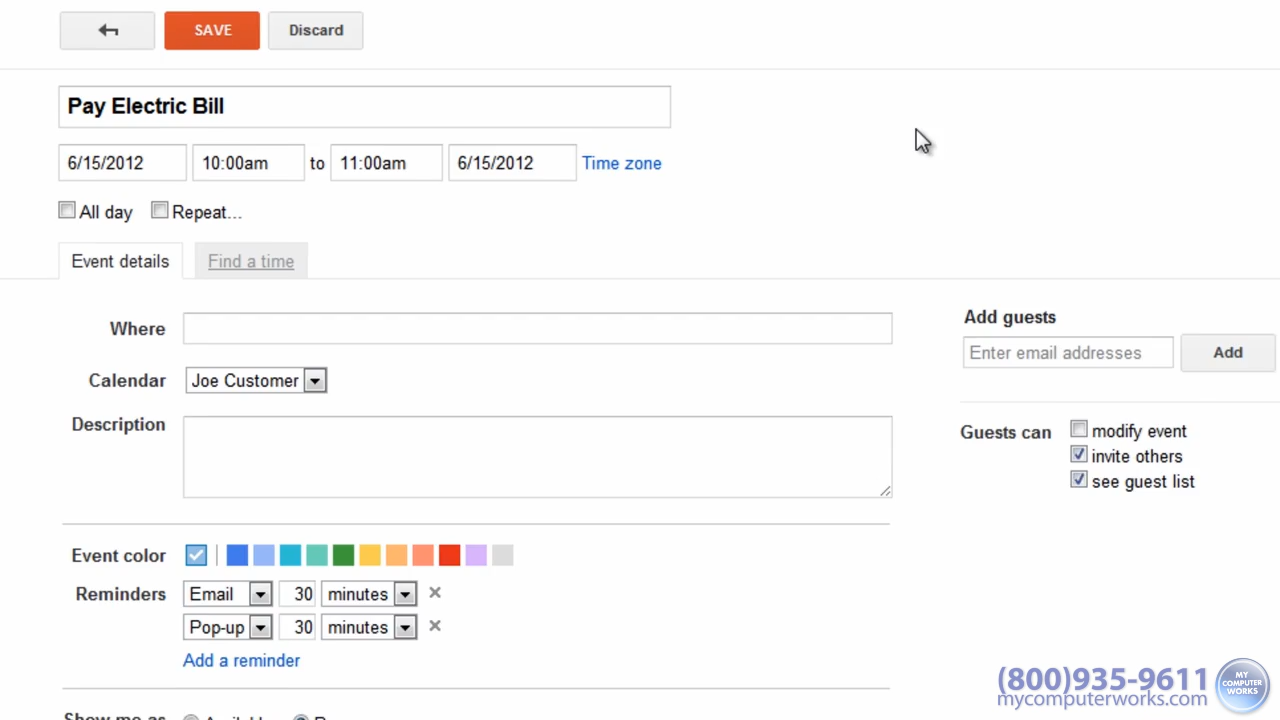 SAVE Discard
Pay Electric Bill
6/15/2012 10:00am to 11:00am 6/15/2012 Time zone
All day Repeat...
Event details Find a time
Where
Calendar Joe Customer
Description
Add guests
Enter email addresses Add
Guests can modify event
invite others
see guest list
Event color
Reminders Email 30 minutes
Pop-up 30 minutes
Add a reminder
Show me as
(800)935-9611
mycomputerworks.com
MY
COMPUTER
WORKS